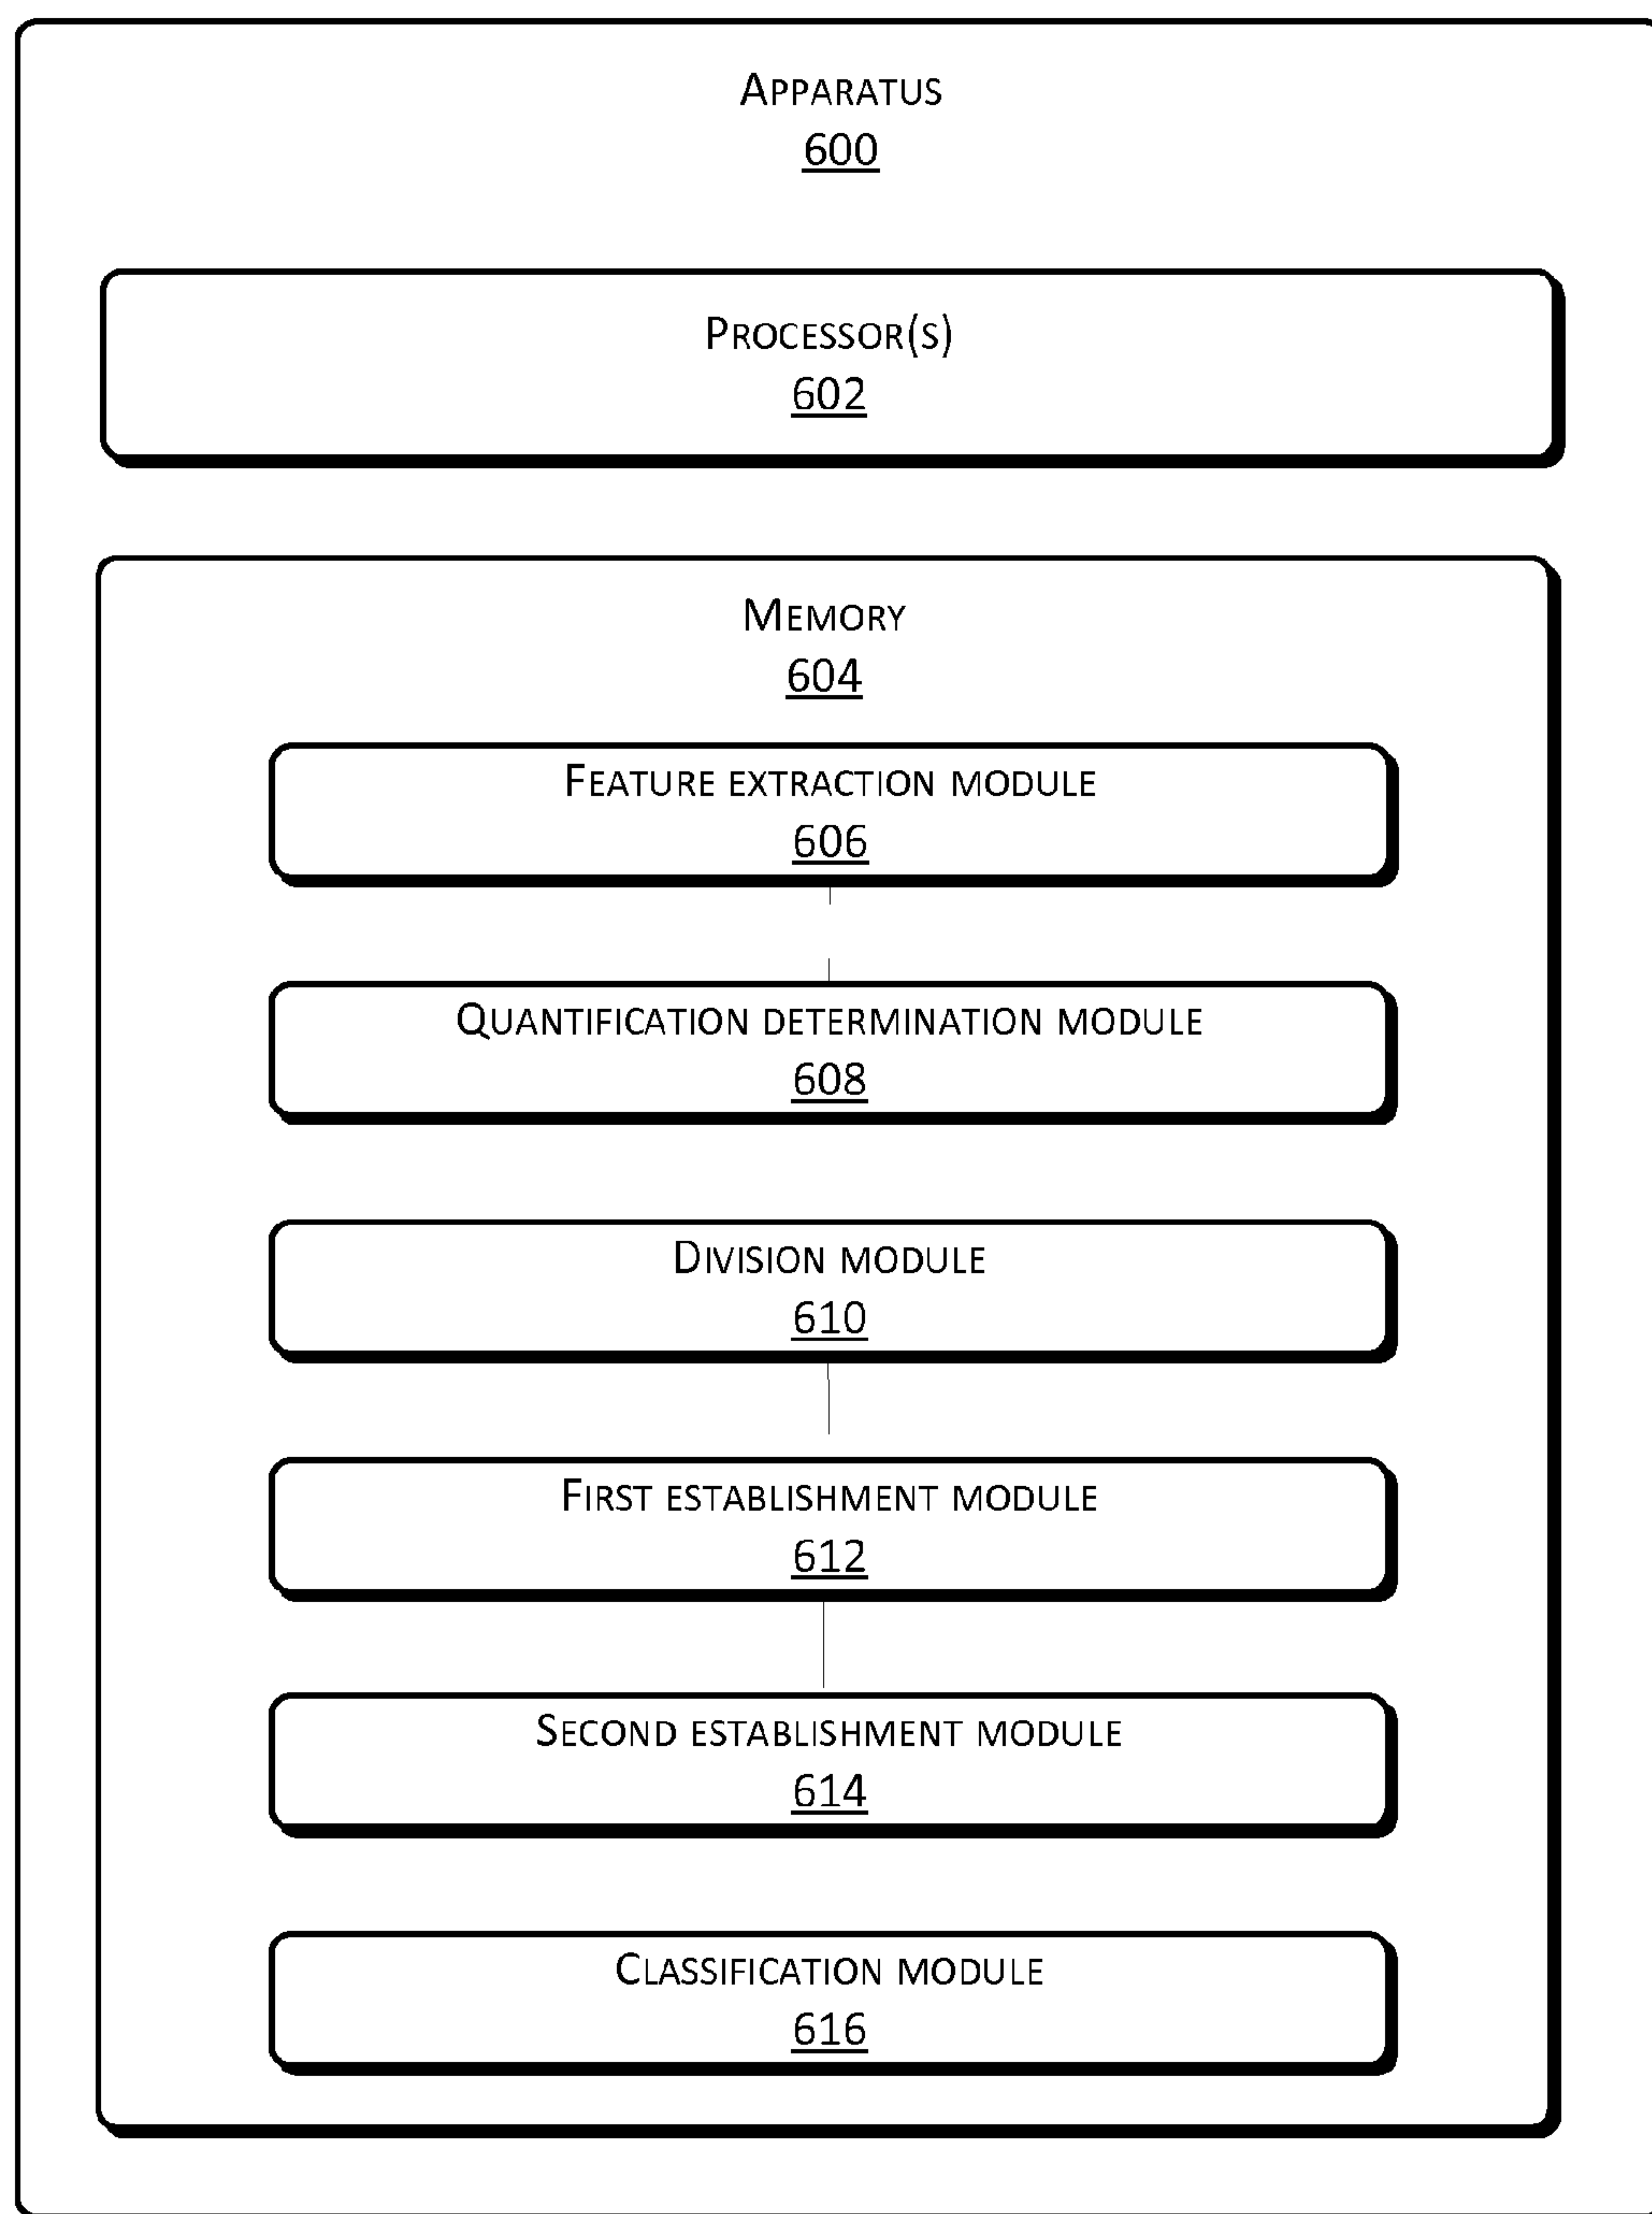 APPARATUS
600
PROCESSOR(S)
602
MEMORY
604
FEATURE EXTRACTION MODULE
606
QUANTIFICATION DETERMINATION MODULE
608
DIVISION MODULE
610
FIRST ESTABLISHMENT MODULE
612
SECOND ESTABLISHMENT MODULE
614
CLASSIFICATION MODULE
616